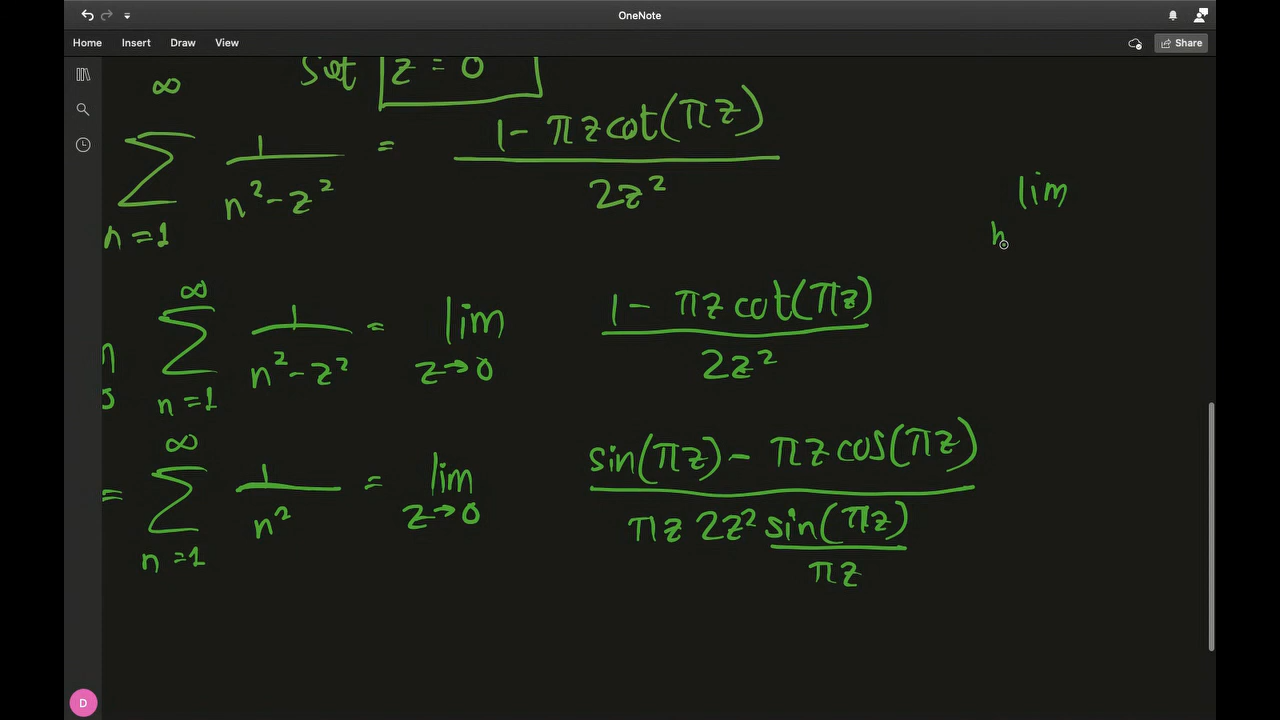 OneNote
Home Insert Draw View Share
Set z = 0
∞ ∑ n=1 1/(n² - z²) = (1 - πz cot(πz))/(2z²)
lim h
∞ ∑ n=1 1/(n² - z²) = lim z→0 (1 - πz cot(πz))/(2z²)
= ∞ ∑ n=1 1/n² = lim z→0 (sin(πz) - πz cos(πz))/(πz 2z² sin(πz)/(πz))
D